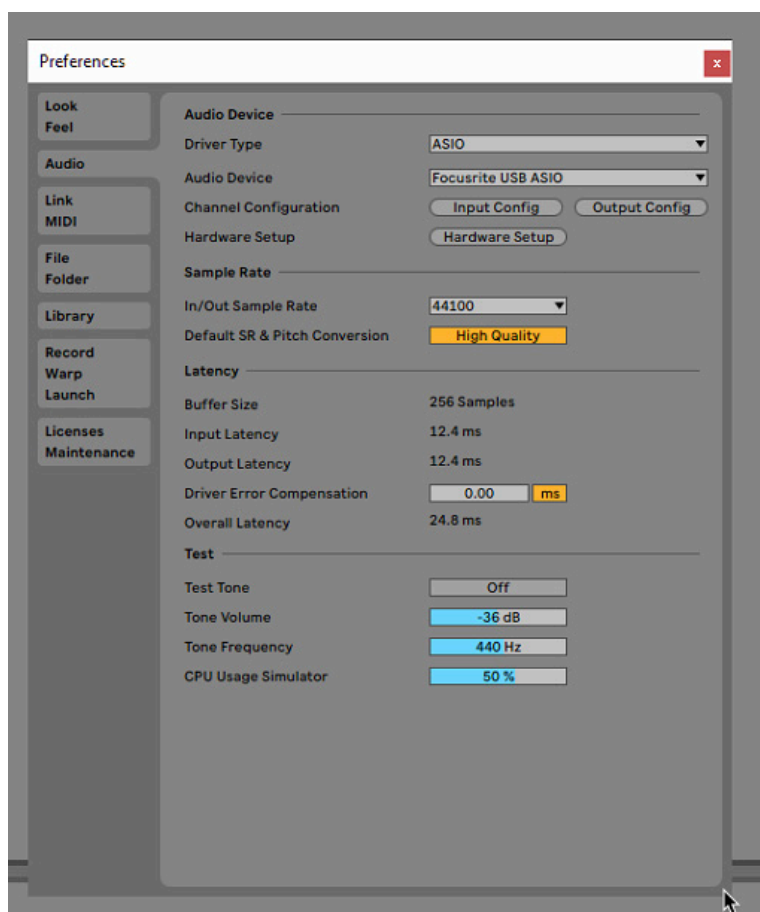 Preferences
x
Look
Feel
Audio
Link
MIDI
File
Folder
Library
Record
Warp
Launch
Licenses
Maintenance
Audio Device
Driver Type ASIO
Audio Device Focusrite USB ASIO
Channel Configuration Input Config Output Config
Hardware Setup Hardware Setup
Sample Rate
In/Out Sample Rate 44100
Default SR & Pitch Conversion High Quality
Latency
Buffer Size 256 Samples
Input Latency 12.4 ms
Output Latency 12.4 ms
Driver Error Compensation 0.00 ms
Overall Latency 24.8 ms
Test
Test Tone Off
Tone Volume -36 dB
Tone Frequency 440 Hz
CPU Usage Simulator 50 %